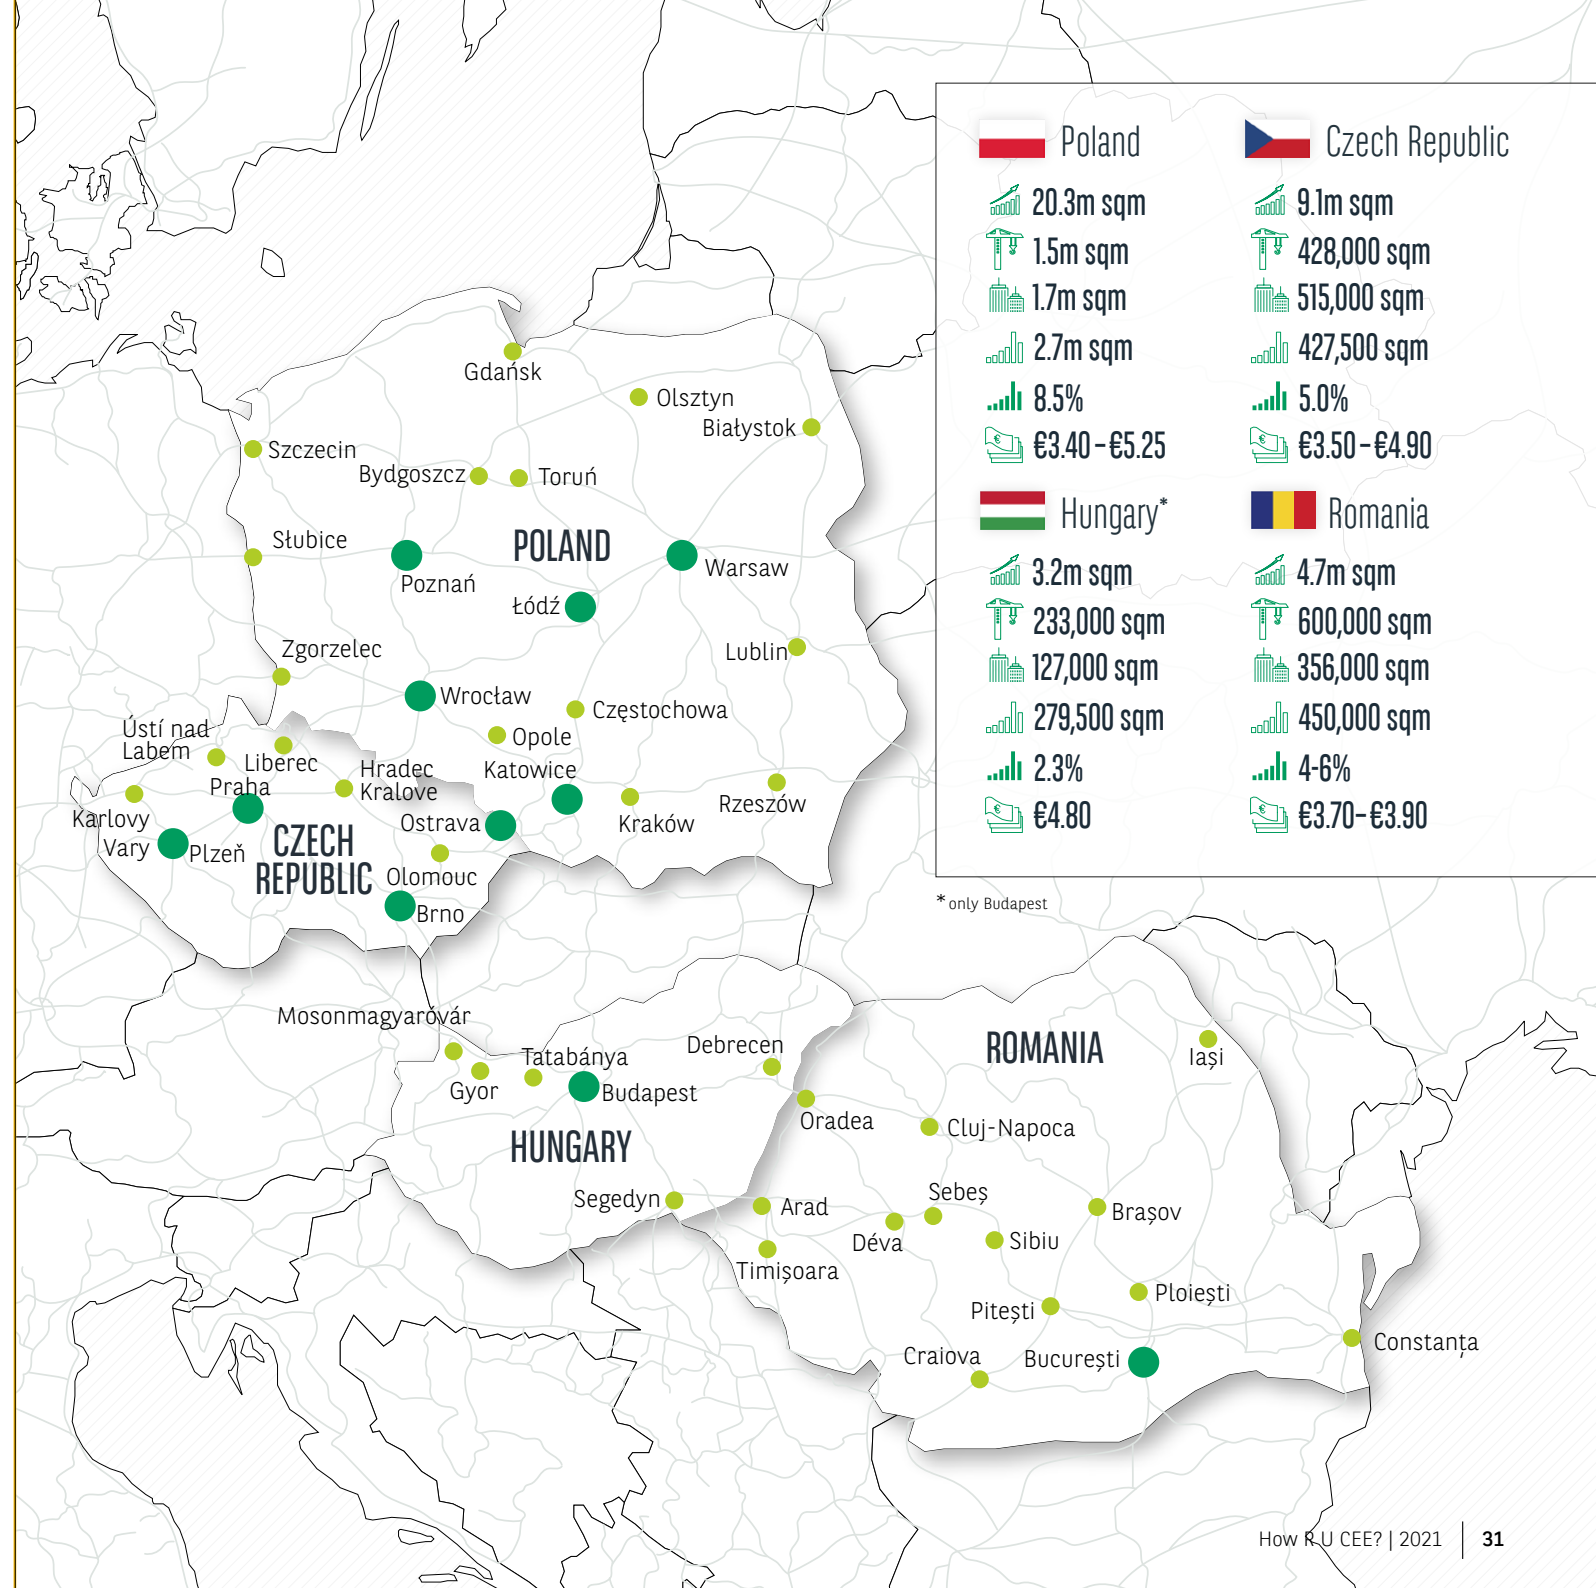 Poland
20.3m sqm
1.5m sqm
1.7m sqm
2.7m sqm
8.5%
€3.40–€5.25
Czech Republic
9.1m sqm
428,000 sqm
515,000 sqm
427,500 sqm
5.0%
€3.50–€4.90
Hungary*
3.2m sqm
233,000 sqm
127,000 sqm
279,500 sqm
2.3%
€4.80
Romania
4.7m sqm
600,000 sqm
356,000 sqm
450,000 sqm
4-6%
€3.70–€3.90
* only Budapest
Gdańsk
Olsztyn
Białystok
Szczecin
Bydgoszcz
Toruń
POLAND
Słubice
Poznań
Warsaw
Łódź
Zgorzelec
Lublin
Wrocław
Częstochowa
Opole
Katowice
Rzeszów
Kraków
Ústí nad
Labem
Liberec
Praha
Hradec
Kralove
Karlovy
Vary
Plzeň
CZECH
REPUBLIC
Ostrava
Olomouc
Brno
Mosonmagyaróvár
Tatabánya
Debrecen
Gyor
Budapest
HUNGARY
Segedyn
ROMANIA
Iași
Oradea
Cluj-Napoca
Sebeș
Arad
Brașov
Déva
Sibiu
Timișoara
Ploiești
Pitești
Constanța
Craiova
București
How R U CEE? | 2021
31